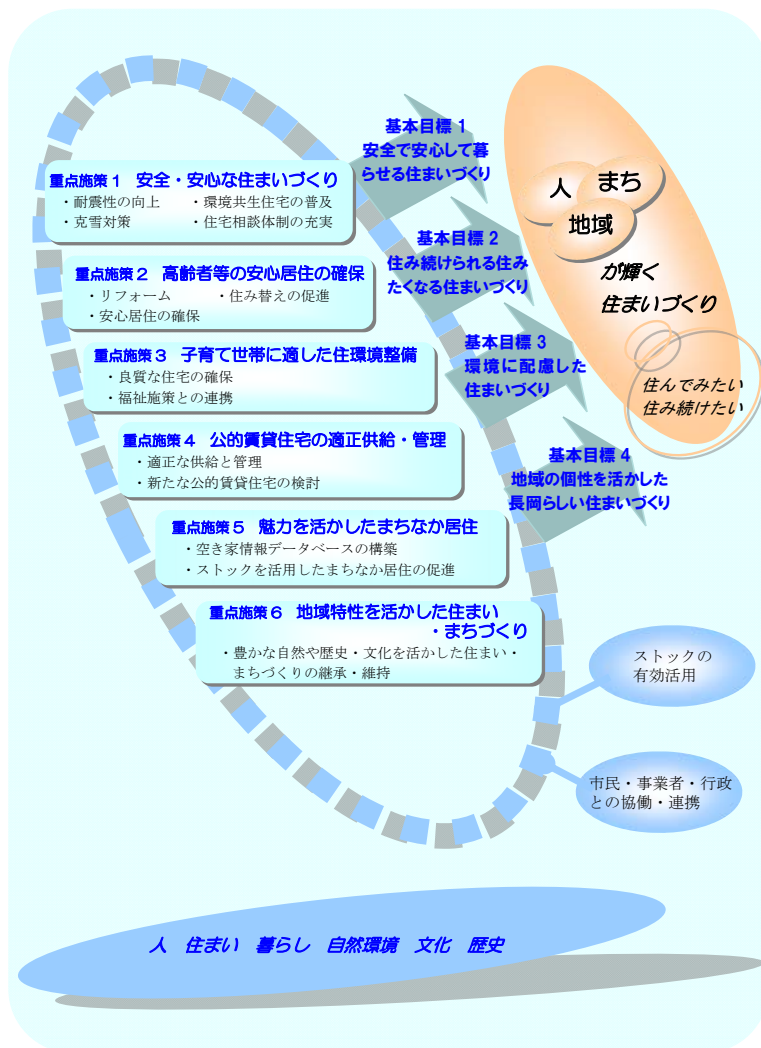 基本目標 1
安全で安心して暮
らせる住まいづくり
人 まち
地域
が輝く
住まいづくり
重点施策1 安全・安心な住まいづくり
・耐震性の向上 ・環境共生住宅の普及
・克雪対策 ・住宅相談体制の充実
基本目標 2
住み続けられる住み
たくなる住まいづくり
重点施策2 高齢者等の安心居住の確保
・リフォーム ・住み替えの促進
・安心居住の確保
基本目標 3
環境に配慮した
住まいづくり
重点施策3 子育て世帯に適した住環境整備
・良質な住宅の確保
・福祉施策との連携
住んでみたい
住み続けたい
重点施策4 公的賃貸住宅の適正供給・管理
・適正な供給と管理
・新たな公的賃貸住宅の検討
基本目標 4
地域の個性を活かした
長岡らしい住まいづくり
重点施策5 魅力を活かしたまちなか居住
・空き家情報データベースの構築
・ストックを活用したまちなか居住の促進
重点施策6 地域特性を活かした住まい
・まちづくり
・豊かな自然や歴史・文化を活かした住まい・
まちづくりの継承・維持
ストックの
有効活用
市民・事業者・行政
との協働・連携
人 住まい 暮らし 自然環境 文化 歴史